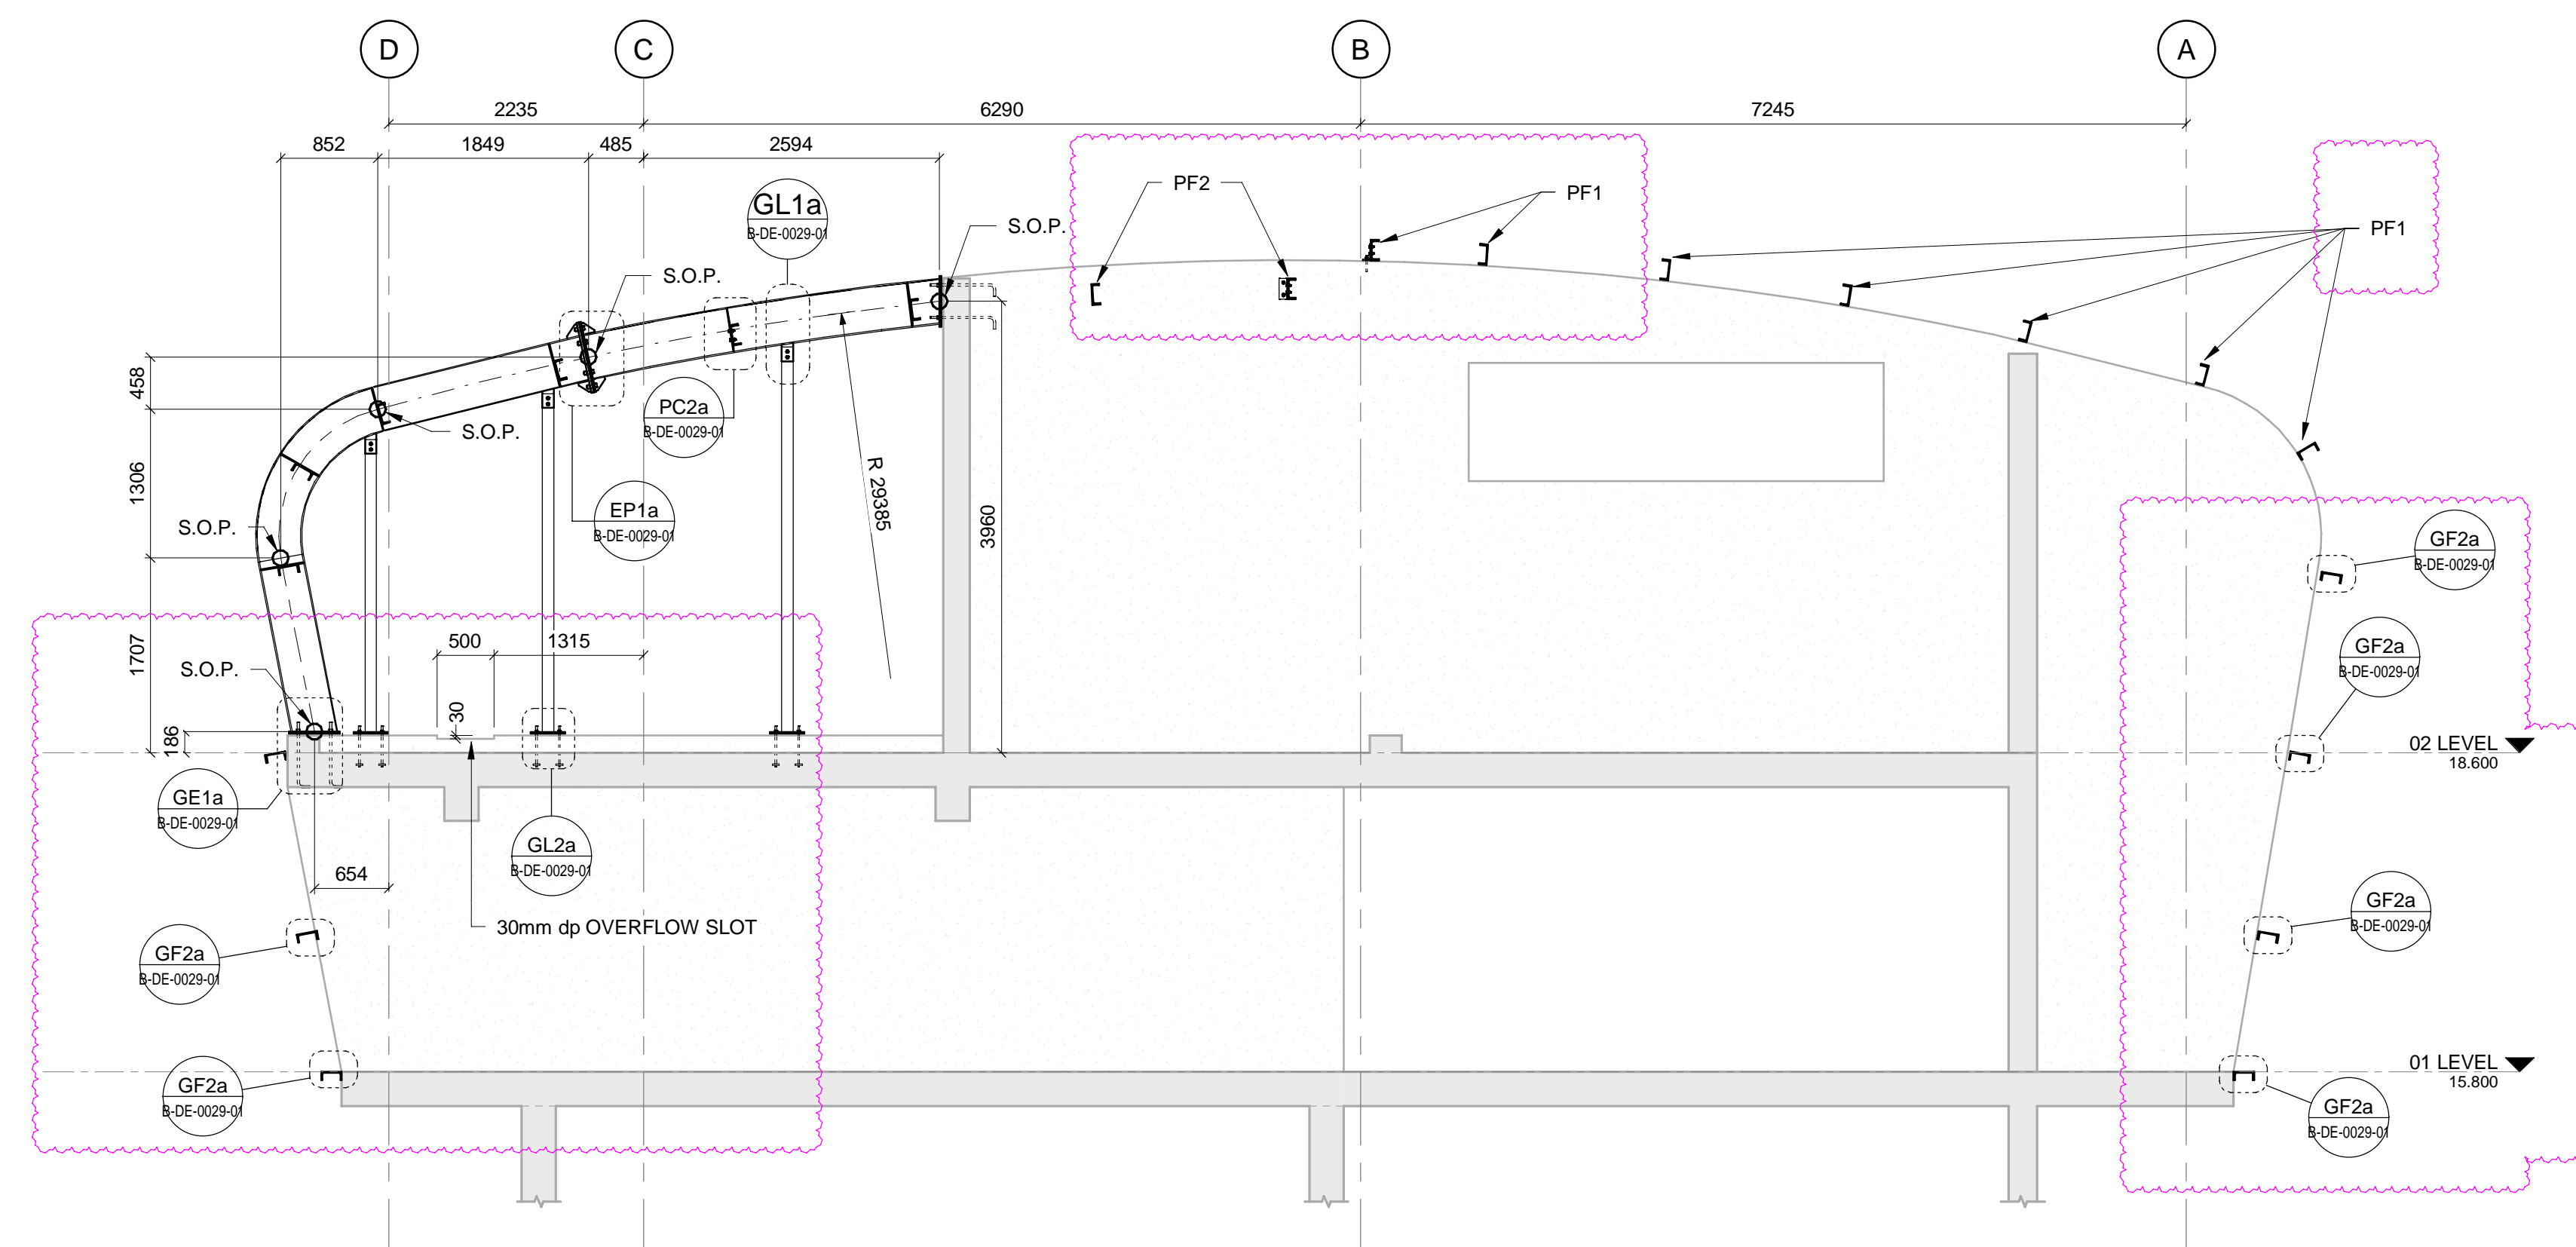 D
C
B
A
2235
6290
7245
852
1849
485
2594
GL1a
B-DE-0029-01
PF2
PF1
S.O.P.
PF1
S.O.P.
458
PC2a
B-DE-0029-01
S.O.P.
1306
R 29385
EP1a
B-DE-0029-01
S.O.P.
3960
GF2a
B-DE-0029-01
500
1315
1707
S.O.P.
GF2a
B-DE-0029-01
30
186
02 LEVEL
18.600
GE1a
B-DE-0029-01
GL2a
B-DE-0029-01
654
GF2a
B-DE-0029-01
30mm dp OVERFLOW SLOT
GF2a
B-DE-0029-01
01 LEVEL
15.800
GF2a
B-DE-0029-01
GF2a
B-DE-0029-01